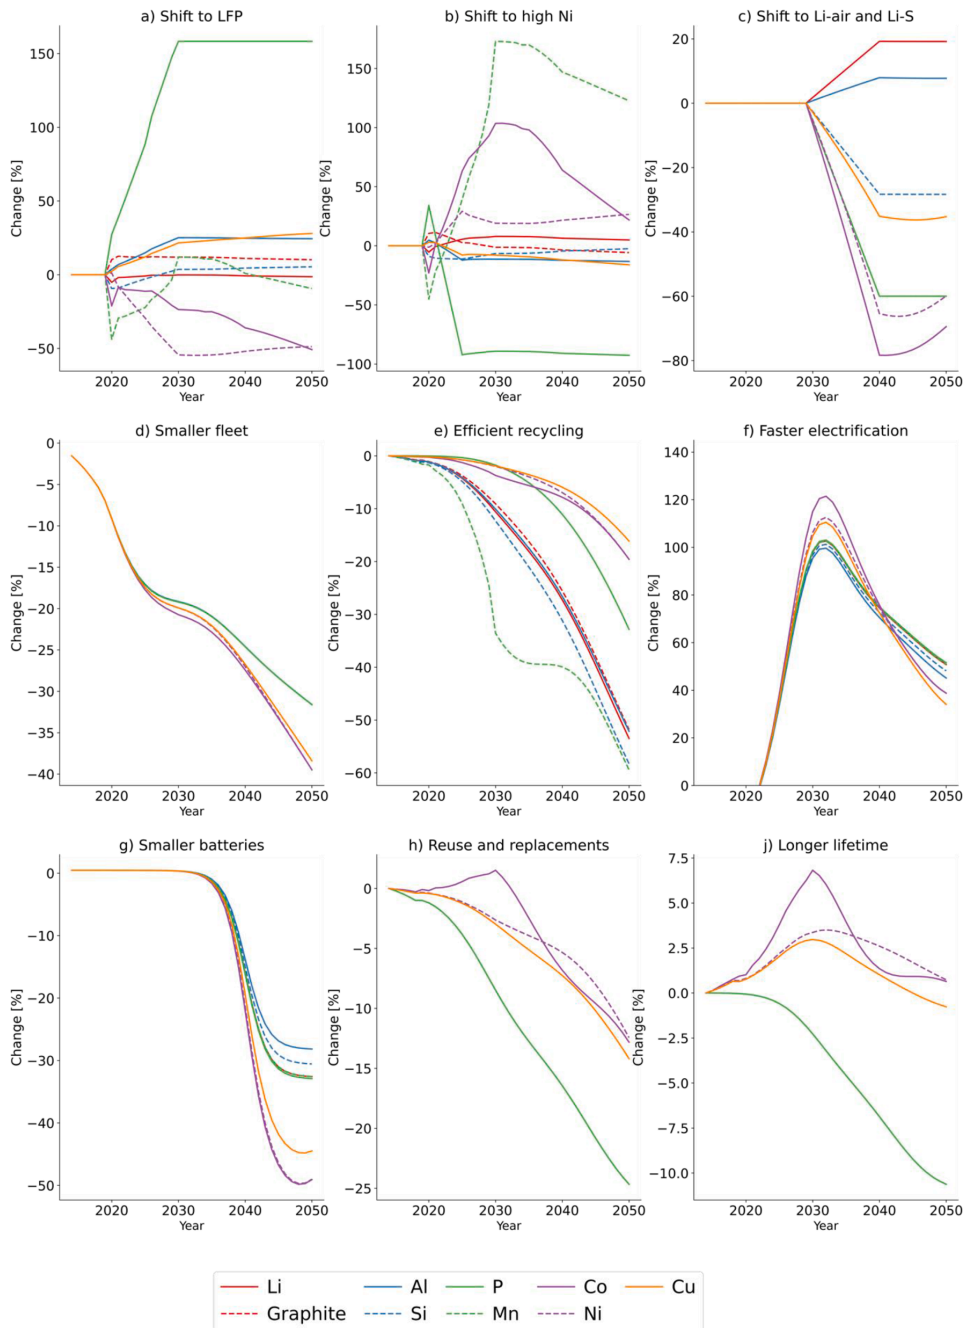 a) Shift to LFP
150
100
50
0
−50
Change [%]
2020 2030 2040 2050
Year
b) Shift to high Ni
150
100
50
0
−50
−100
Change [%]
2020 2030 2040 2050
Year
c) Shift to Li-air and Li-S
20
0
−20
−40
−60
−80
Change [%]
2020 2030 2040 2050
Year
d) Smaller fleet
0
−5
−10
−15
−20
−25
−30
−35
−40
Change [%]
2020 2030 2040 2050
Year
e) Efficient recycling
0
−10
−20
−30
−40
−50
−60
Change [%]
2020 2030 2040 2050
Year
f) Faster electrification
140
120
100
80
60
40
20
0
Change [%]
2020 2030 2040 2050
Year
g) Smaller batteries
0
−10
−20
−30
−40
−50
Change [%]
2020 2030 2040 2050
Year
h) Reuse and replacements
0
−5
−10
−15
−20
−25
Change [%]
2020 2030 2040 2050
Year
j) Longer lifetime
7.5
5.0
2.5
0.0
−2.5
−5.0
−7.5
−10.0
Change [%]
2020 2030 2040 2050
Year
Li Al P Co Cu
Graphite Si Mn Ni